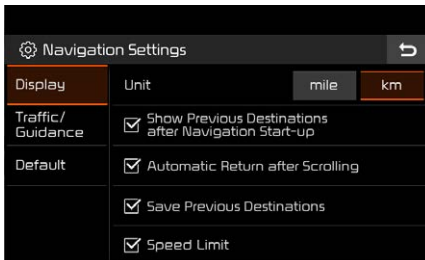 Navigation Settings
Display
Unit
mile
km
Traffic/
Guidance
Show Previous Destinations
after Navigation Start-up
Default
Automatic Return after Scrolling
Save Previous Destinations
Speed Limit